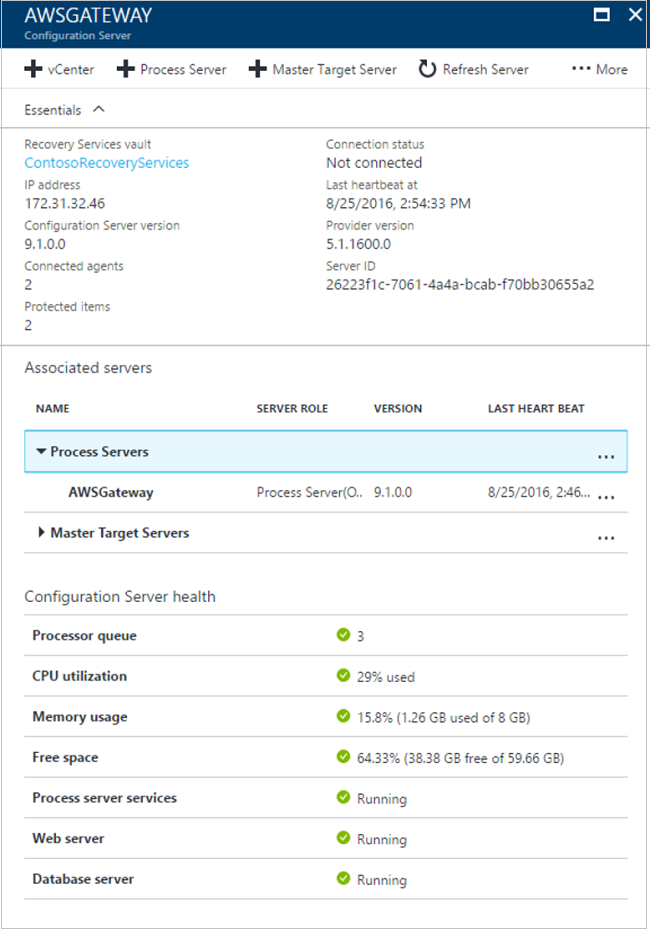 AWSGATEWAY
Configuration Server
vCenter Process Server Master Target Server Refresh Server ... More
Essentials
Recovery Services vault Connection status
ContosoRecoveryServices Not connected
IP address Last heartbeat at
172.31.32.46 8/25/2016, 2:54:33 PM
Configuration Server version Provider version
9.1.0.0 5.1.1600.0
Connected agents Server ID
2 26223f1c-7061-4a4a-bcab-f70bb30655a2
Protected items
2
Associated servers
NAME SERVER ROLE VERSION LAST HEART BEAT
Process Servers ...
AWSGateway Process Server(O.. 9.1.0.0 8/25/2016, 2:46... ...
Master Target Servers ...
Configuration Server health
Processor queue 3
CPU utilization 29% used
Memory usage 15.8% (1.26 GB used of 8 GB)
Free space 64.33% (38.38 GB free of 59.66 GB)
Process server services Running
Web server Running
Database server Running